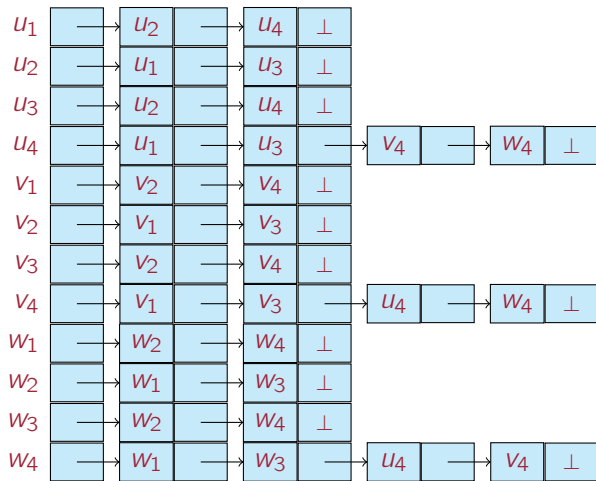 u₁ u₂ u₄ ⊥
u₂ u₁ u₃ ⊥
u₃ u₂ u₄ ⊥
u₄ u₁ u₃ v₄ w₄ ⊥
v₁ v₂ v₄ ⊥
v₂ v₁ v₃ ⊥
v₃ v₂ v₄ ⊥
v₄ v₁ v₃ u₄ w₄ ⊥
w₁ w₂ w₄ ⊥
w₂ w₁ w₃ ⊥
w₃ w₂ w₄ ⊥
w₄ w₁ w₃ u₄ v₄ ⊥